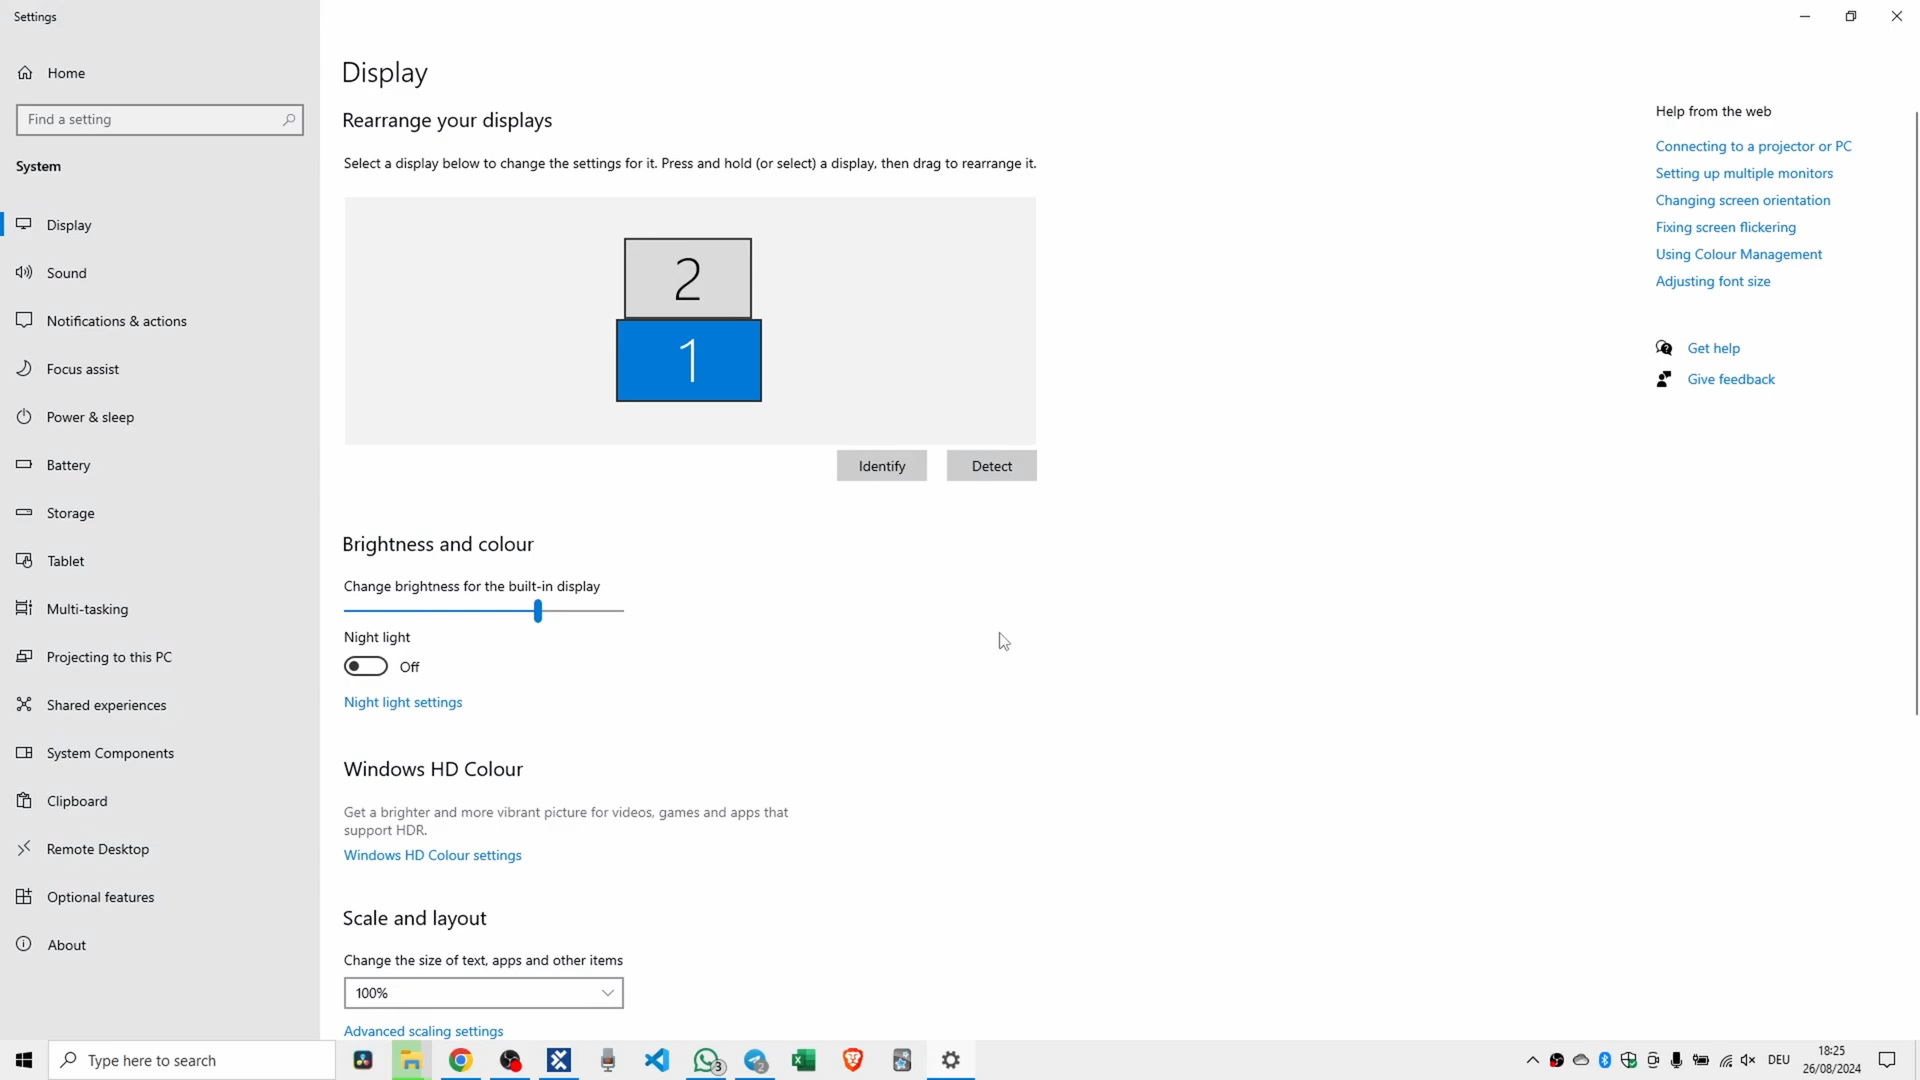 Settings
Home
Find a setting
System
Display
Sound
Notifications & actions
Focus assist
Power & sleep
Battery
Storage
Tablet
Multi-tasking
Projecting to this PC
Shared experiences
System Components
Clipboard
Remote Desktop
Optional features
About
Display
Rearrange your displays
Select a display below to change the settings for it. Press and hold (or select) a display, then drag to rearrange it.
2
1
Identify
Detect
Brightness and colour
Change brightness for the built-in display
Night light
Off
Night light settings
Windows HD Colour
Get a brighter and more vibrant picture for videos, games and apps that
support HDR.
Windows HD Colour settings
Scale and layout
Change the size of text, apps and other items
100%
Advanced scaling settings
Help from the web
Connecting to a projector or PC
Setting up multiple monitors
Changing screen orientation
Fixing screen flickering
Using Colour Management
Adjusting font size
Get help
Give feedback
Type here to search
3
2
DEU
18:25
26/08/2024